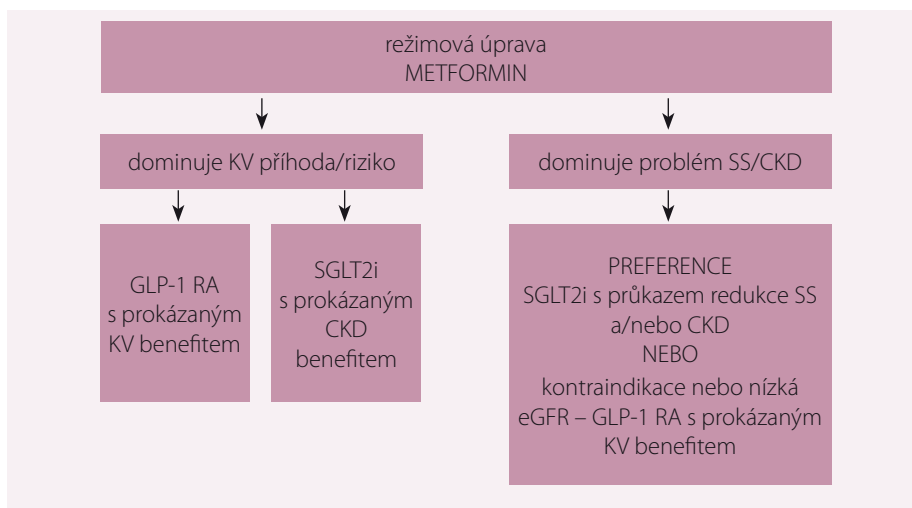 režimová úprava
METFORMIN
dominuje KV příhoda/riziko
dominuje problém SS/CKD
GLP-1 RA
s prokázaným
KV benefitem
SGLT2i
s prokázaným
CKD
benefitem
PREFERENCE
SGLT2i s průkazem redukce SS
a/nebo CKD
NEBO
kontraindikace nebo nízká
eGFR – GLP-1 RA s prokázaným
KV benefitem